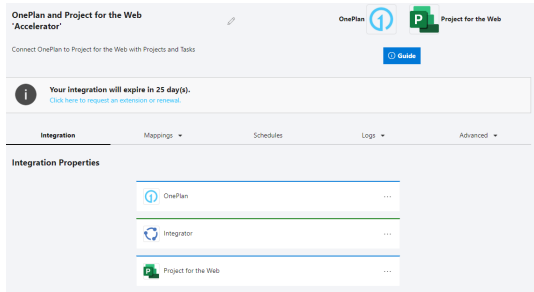 OnePlan and Project for the Web
'Accelerator'
OnePlan
Project for the Web
Connect OnePlan to Project for the Web with Projects and Tasks
Guide
Your integration will expire in 25 day(s).
Click here to request an extension or renewal.
Integration
Mappings
Schedules
Logs
Advanced
Integration Properties
OnePlan
Integrator
Project for the Web